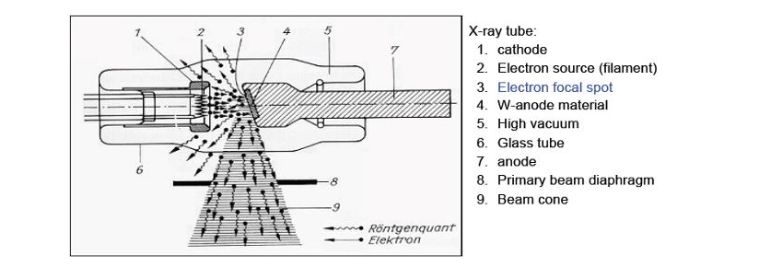 1
2
3
4
5
7
6
8
9
Röntgenquant
Elektron
X-ray tube:
1. cathode
2. Electron source (filament)
3. Electron focal spot
4. W-anode material
5. High vacuum
6. Glass tube
7. anode
8. Primary beam diaphragm
9. Beam cone